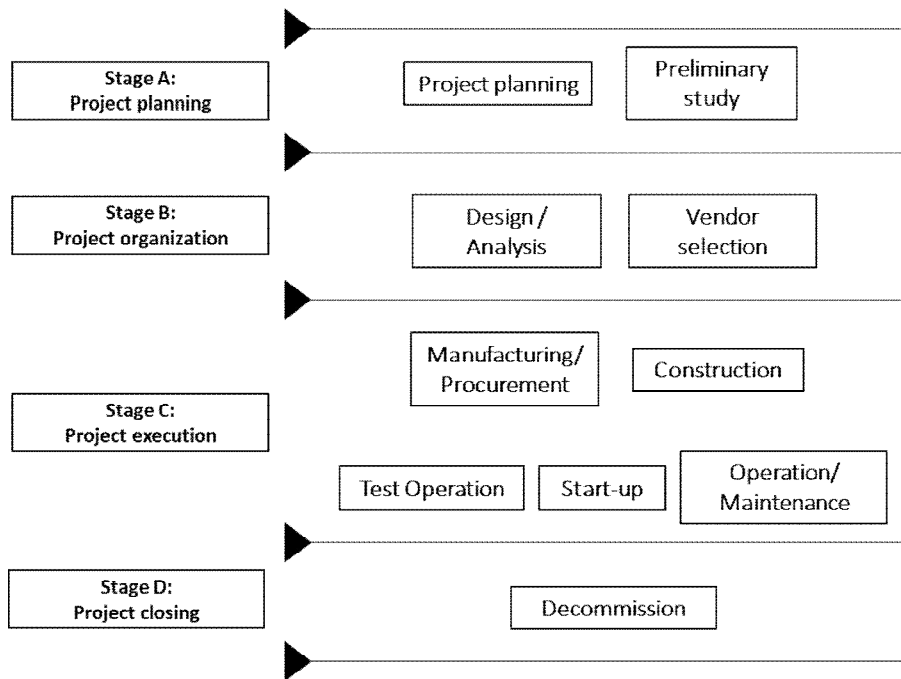 Stage A:
Project planning
Project planning
Preliminary
study
Stage B:
Project organization
Design /
Analysis
Vendor
selection
Stage C:
Project execution
Manufacturing/
Procurement
Construction
Test Operation
Start-up
Operation/
Maintenance
Stage D:
Project closing
Decommission